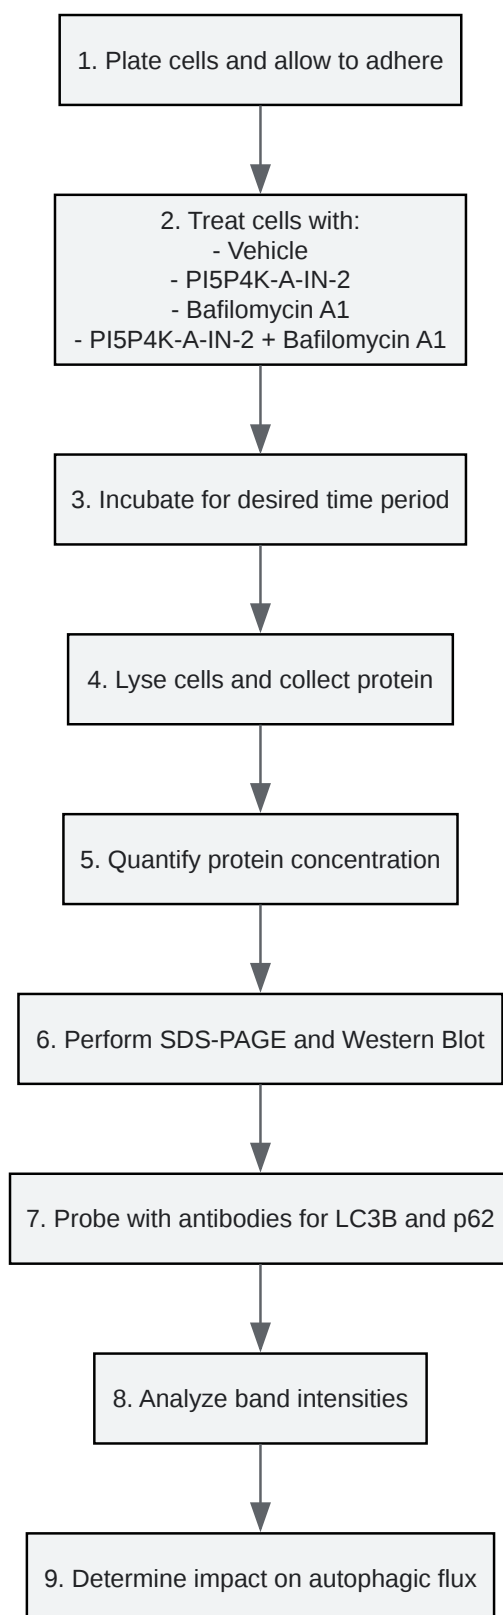 1. Plate cells and allow to adhere
2. Treat cells with:
- Vehicle
- PI5P4K-A-IN-2
- Bafilomycin A1
- PI5P4K-A-IN-2 + Bafilomycin A1
3. Incubate for desired time period
4. Lyse cells and collect protein
5. Quantify protein concentration
6. Perform SDS-PAGE and Western Blot
7. Probe with antibodies for LC3B and p62
8. Analyze band intensities
9. Determine impact on autophagic flux